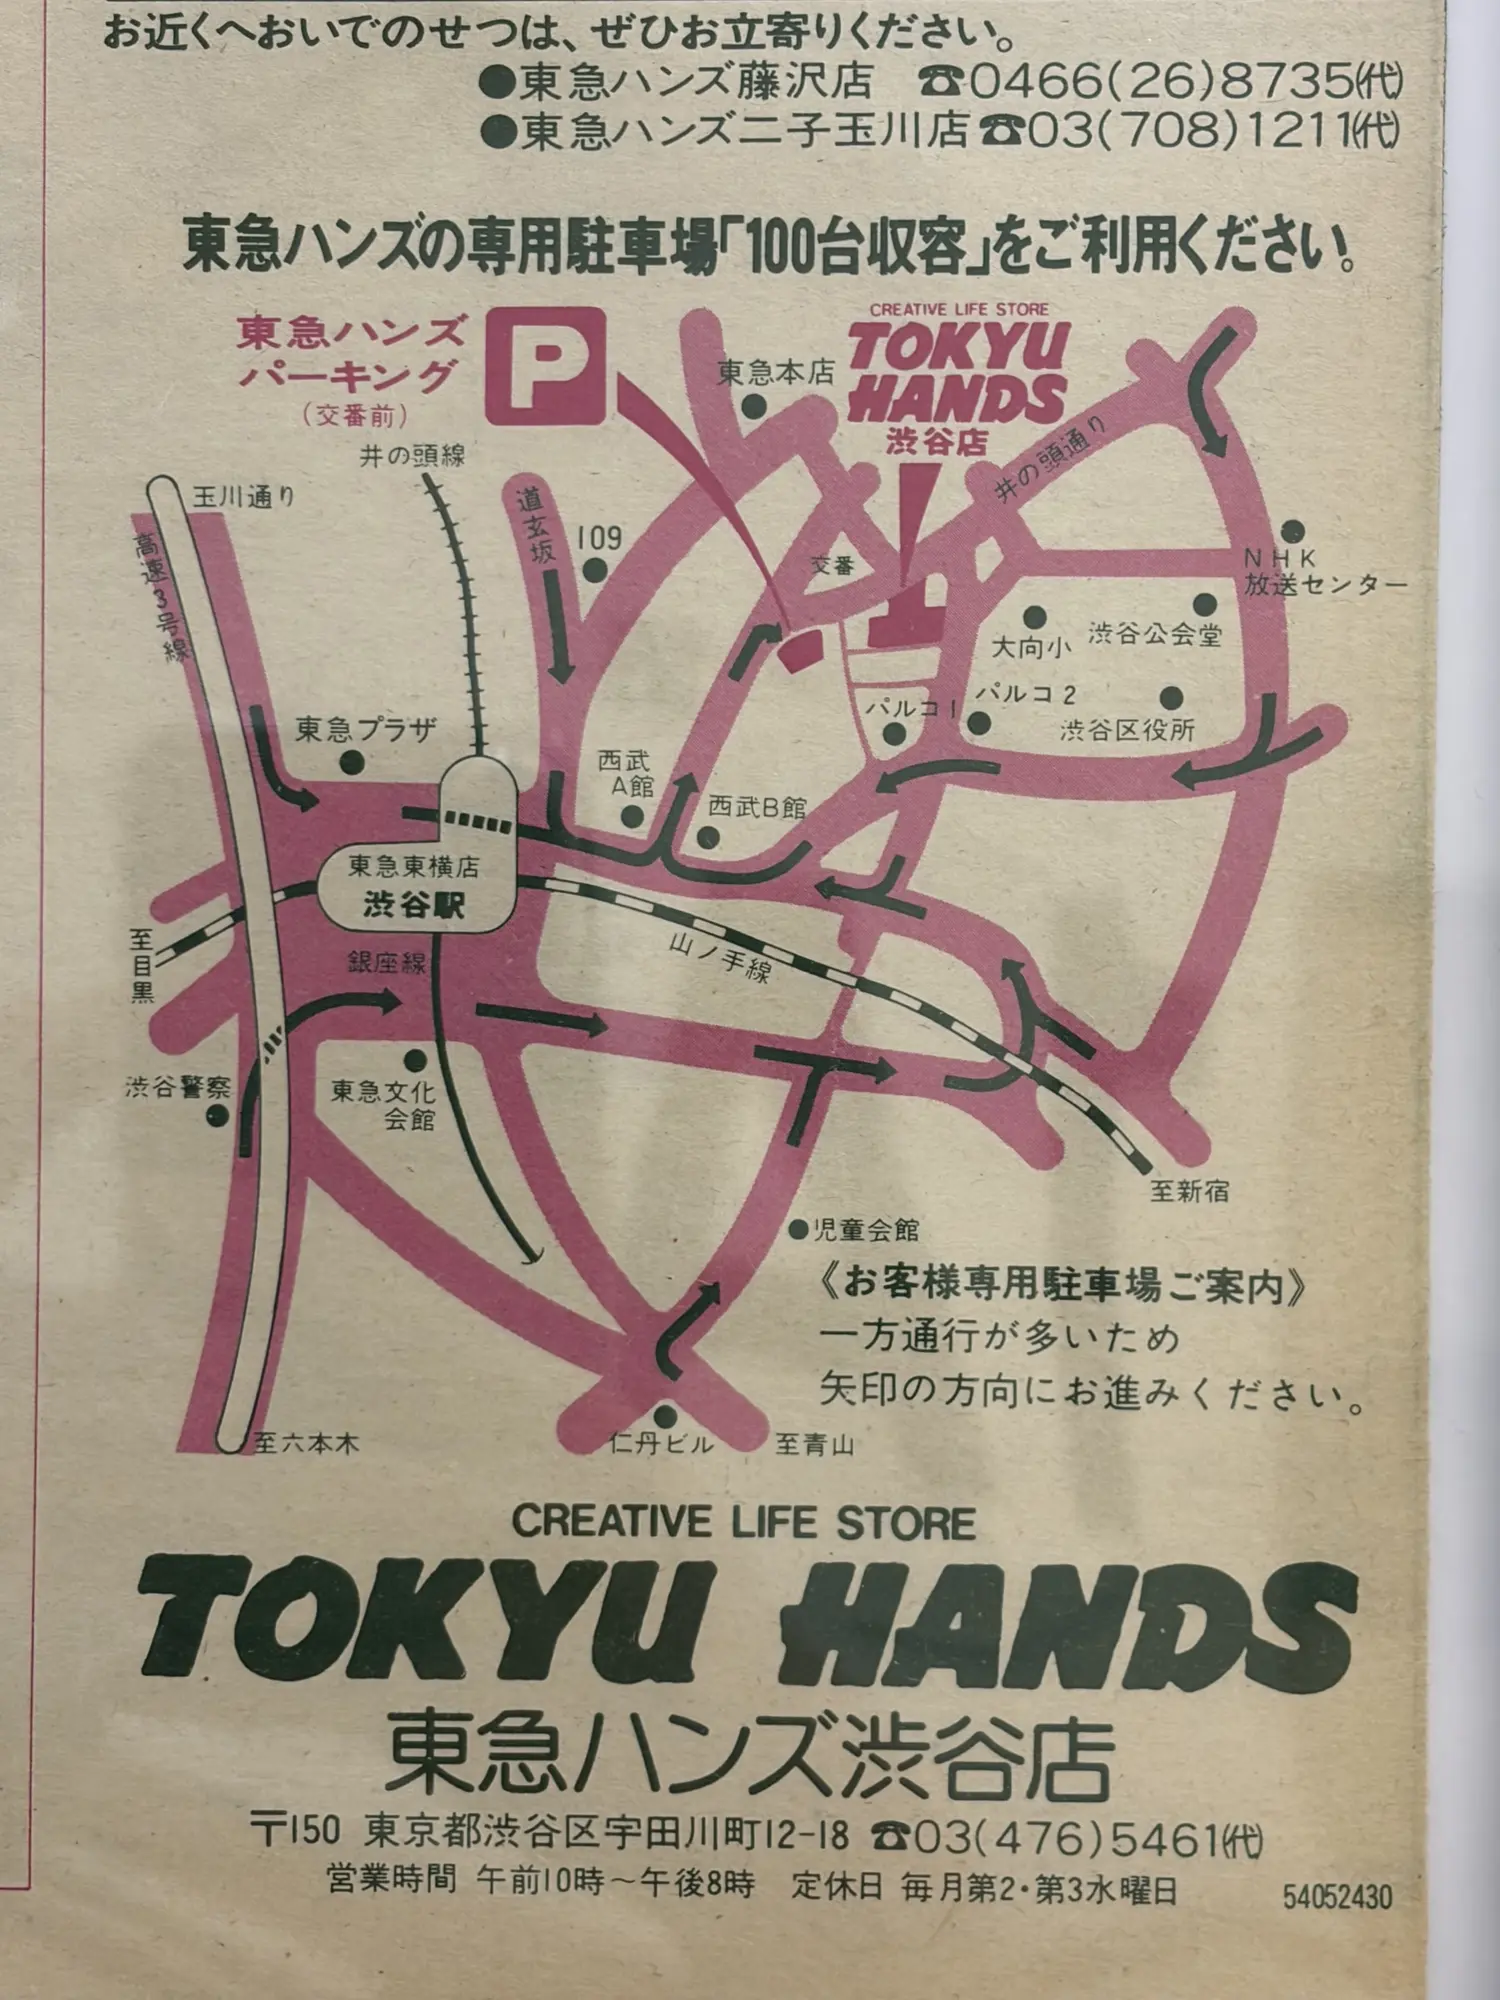 お近くへおいでのせつは、ぜひお立寄りください。
●東急ハンズ藤沢店 ☎0466(26)8735㈹
●東急ハンズ二子玉川店☎03(708)1211㈹
東急ハンズの専用駐車場「100台収容」をご利用ください。
東急ハンズ
パーキング
(交番前)
P
東急本店
CREATIVE LIFE STORE
TOKYU
HANDS
渋谷店
井の頭通り
井の頭線
玉川通り
高速3号線
道玄坂
109
交番
NHK
放送センター
大向小
渋谷公会堂
パルコ1
パルコ2
渋谷区役所
東急プラザ
西武
A館
西武B館
東急東横店
渋谷駅
至目黒
銀座線
山ノ手線
渋谷警察
東急文化
会館
至新宿
●児童会館
《お客様専用駐車場ご案内》
一方通行が多いため
矢印の方向にお進みください。
至六本木
仁丹ビル
至青山
CREATIVE LIFE STORE
TOKYU HANDS
東急ハンズ渋谷店
〒150 東京都渋谷区宇田川町12-18 ☎03(476)5461㈹
営業時間 午前10時～午後8時 定休日 毎月第2・第3水曜日
54052430